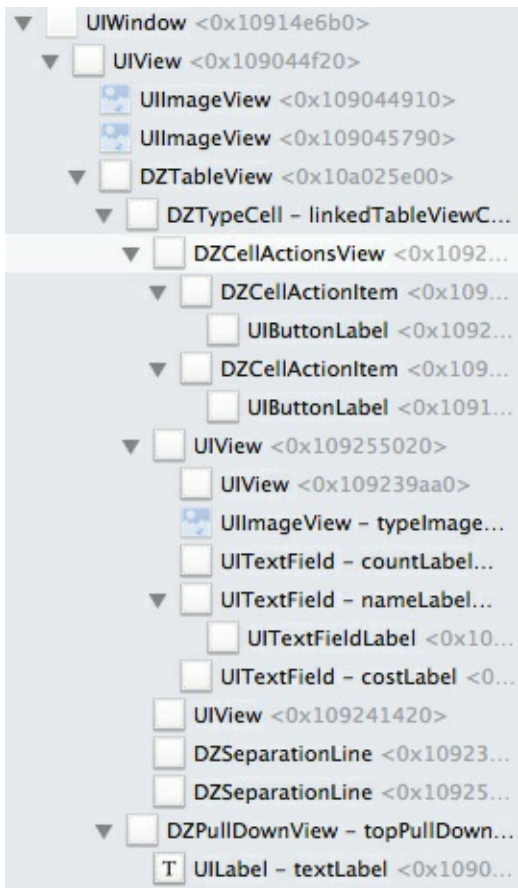 UIWindow <0x10914e6b0>
UIView <0x109044f20>
UIImageView <0x109044910>
UIImageView <0x109045790>
DZTableView <0x10a025e00>
DZTypeCell – linkedTableViewC...
DZCellActionsView <0x1092...
DZCellActionItem <0x109...
UIButtonLabel <0x1092...
DZCellActionItem <0x109...
UIButtonLabel <0x1091...
UIView <0x109255020>
UIView <0x109239aa0>
UIImageView – typeImage...
UITextField – countLabel...
UITextField – nameLabel...
UITextFieldLabel <0x10...
UITextField – costLabel <0...
UIView <0x109241420>
DZSeparationLine <0x10923...
DZSeparationLine <0x10925...
DZPullDownView – topPullDown...
T UILabel – textLabel <0x1090...